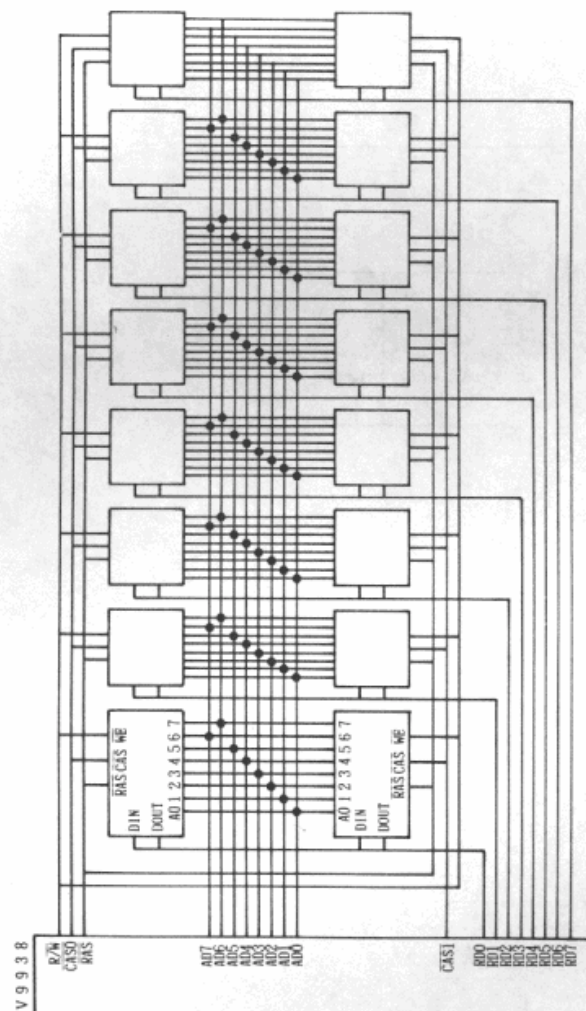 V9938
R/W
CAS0
RAS
AD7
AD6
AD5
AD4
AD3
AD2
AD1
AD0
CAS1
RD0
RD1
RD2
RD3
RD4
RD5
RD6
RD7
RAS CAS WE
DIN
DOUT
A0 1 2 3 4 5 6 7
A0 1 2 3 4 5 6 7
DIN
DOUT
RAS CAS WE